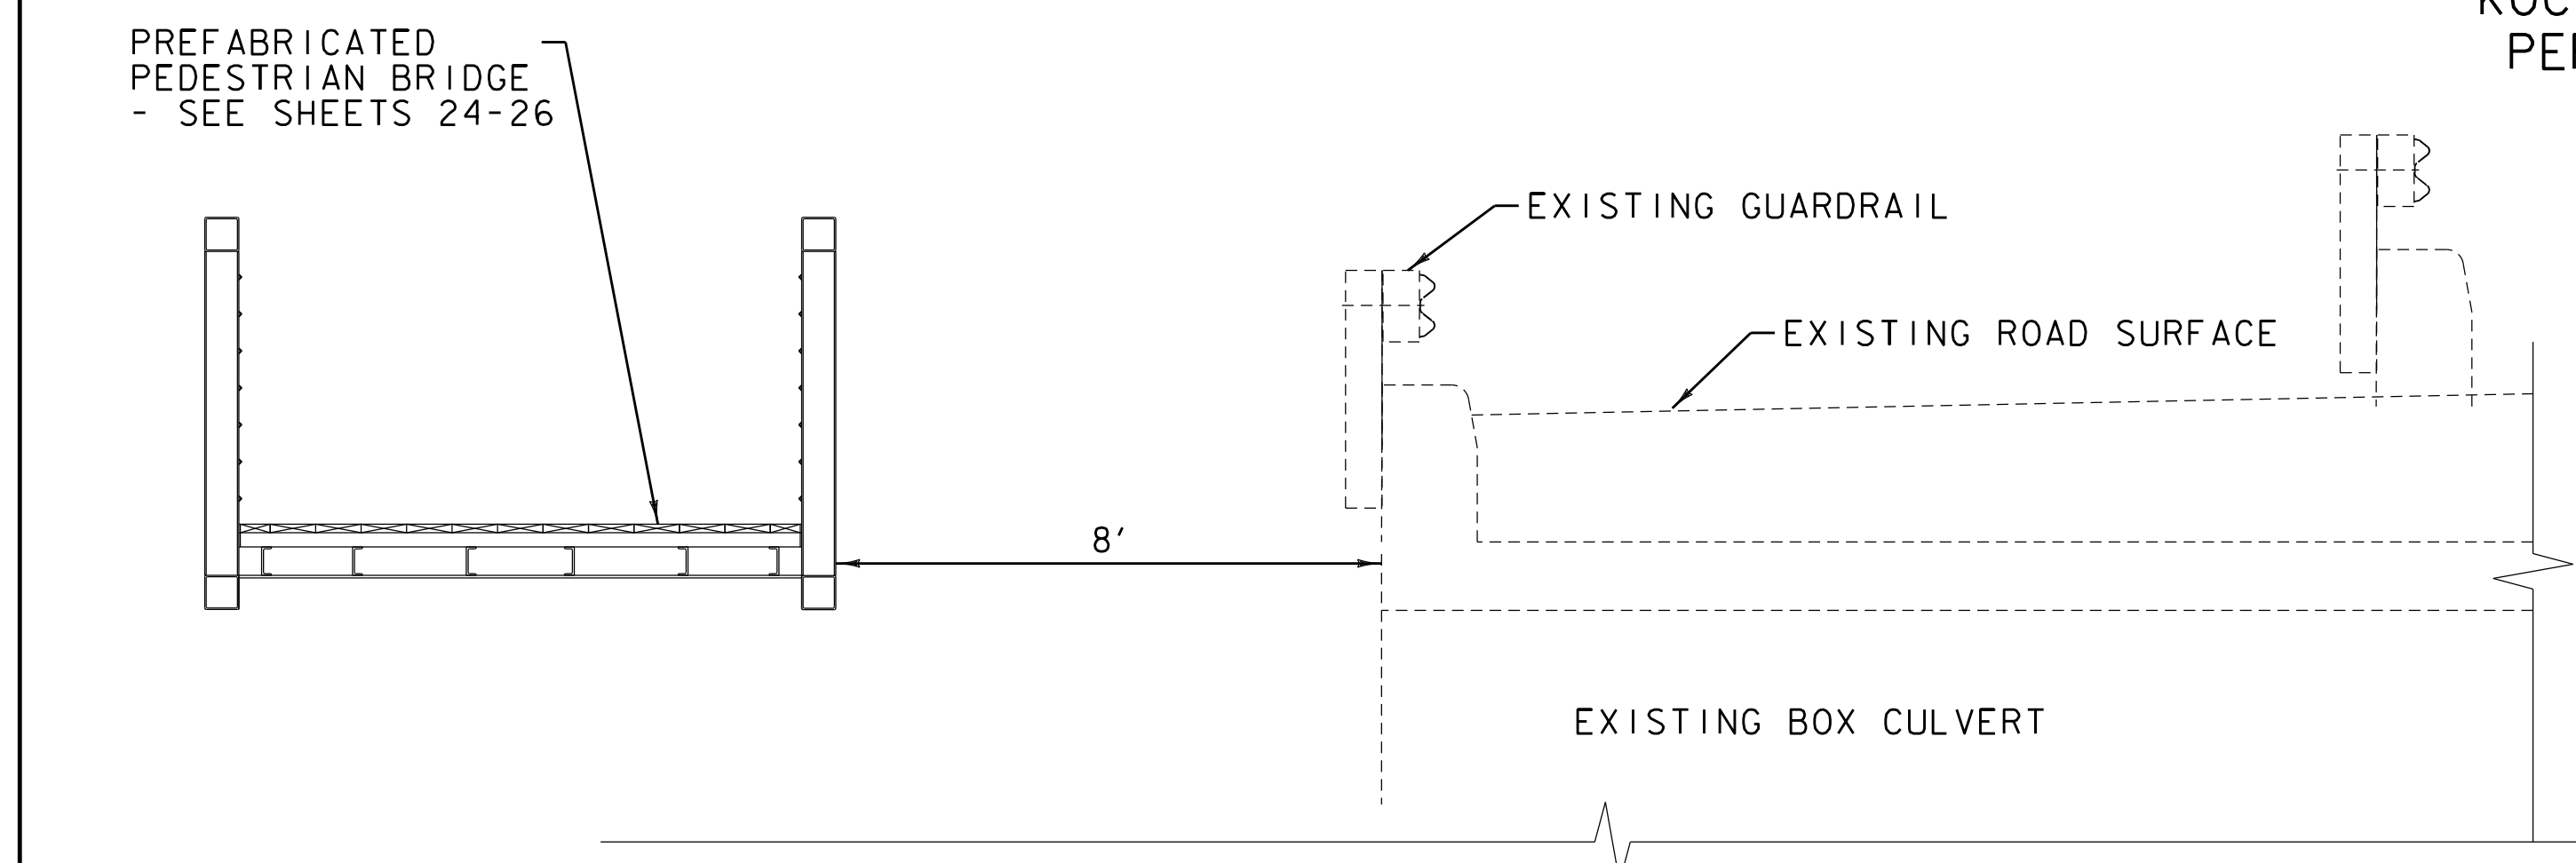 PREFABRICATED
PEDESTRIAN BRIDGE
- SEE SHEETS 24-26
EXISTING GUARDRAIL
EXISTING ROAD SURFACE
8'
EXISTING BOX CULVERT